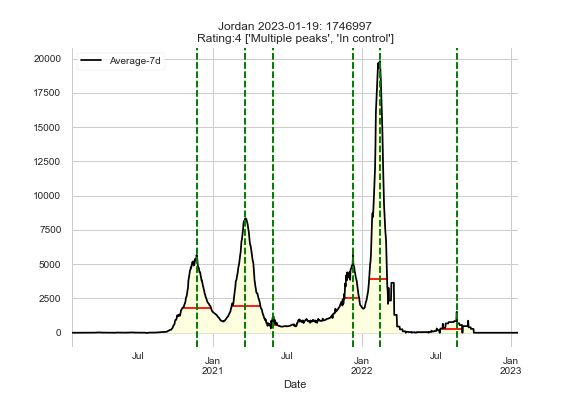 Jordan 2023-01-19: 1746997
Rating:4 ['Multiple peaks', 'In control']
Average-7d
20000
17500
15000
12500
10000
7500
5000
2500
0
Jul Jan Jul Jan Jul Jan
2021 2022 2023
Date